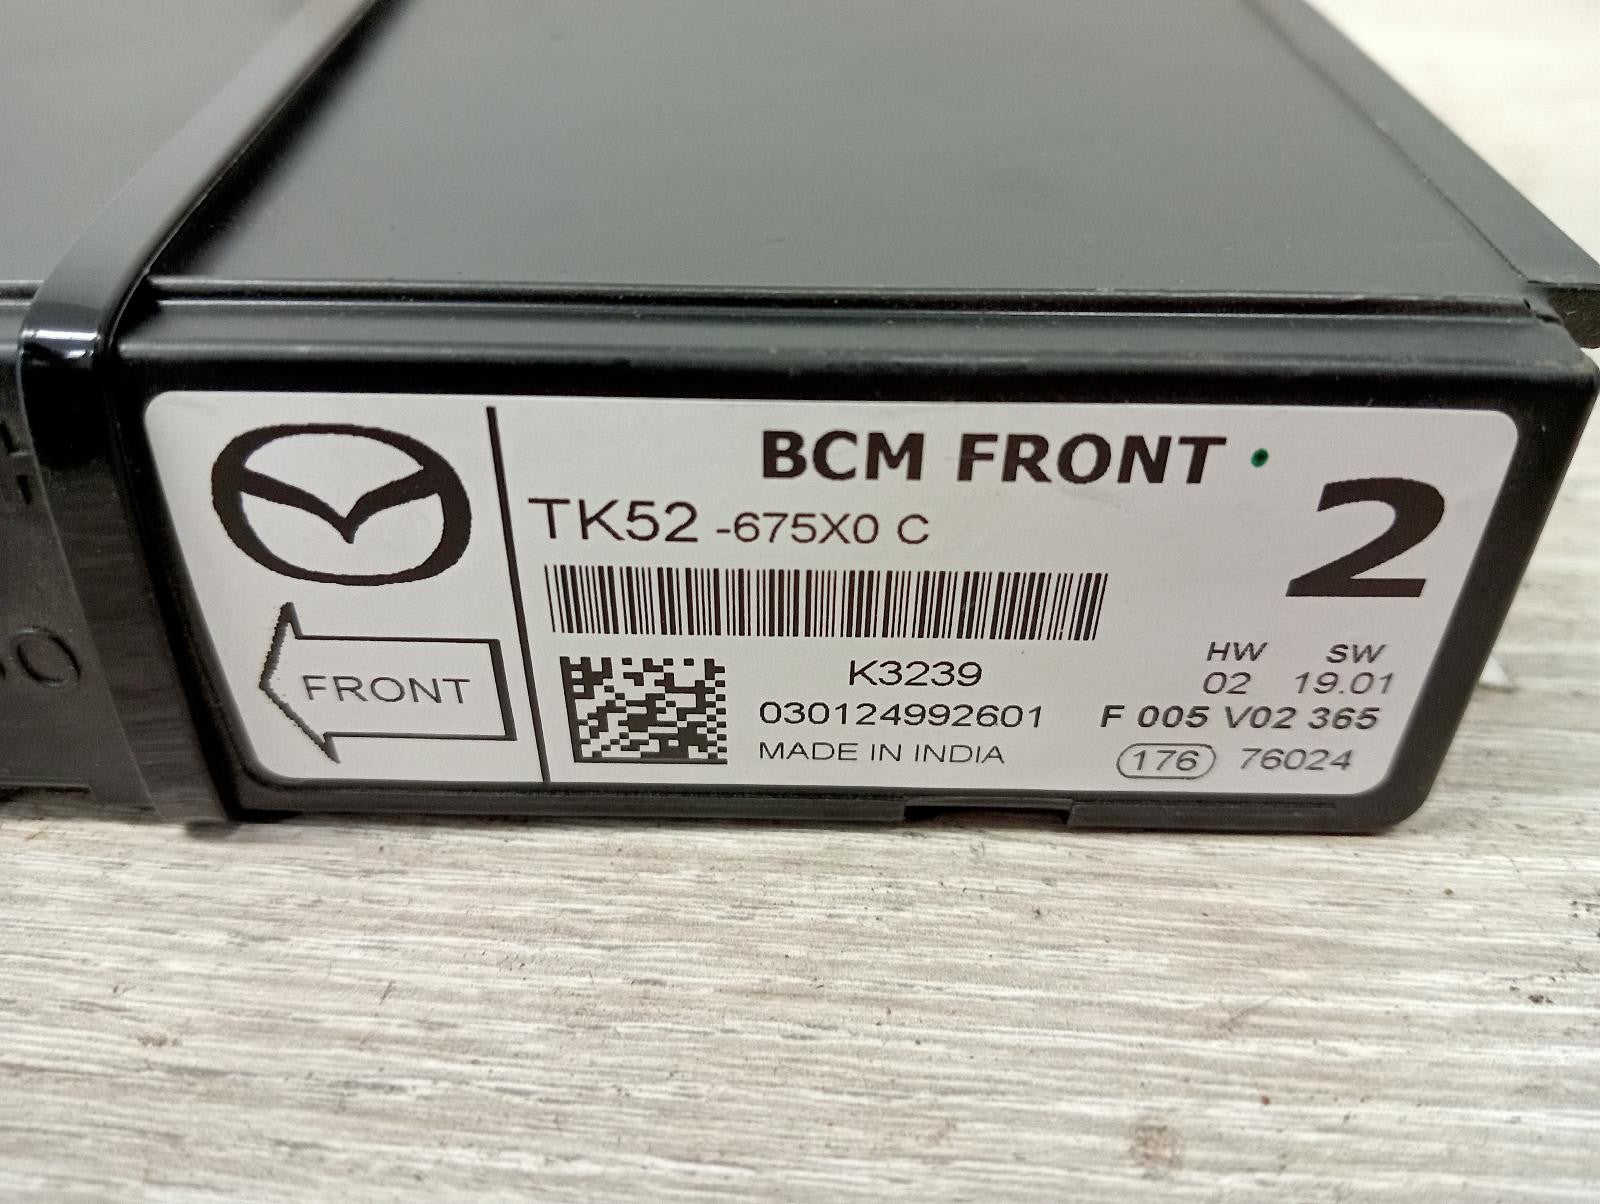 BCM FRONT
TK52 -675X0 C
2
FRONT
K3239
030124992601
MADE IN INDIA
HW SW
02 19.01
F 005 V02 365
176 76024